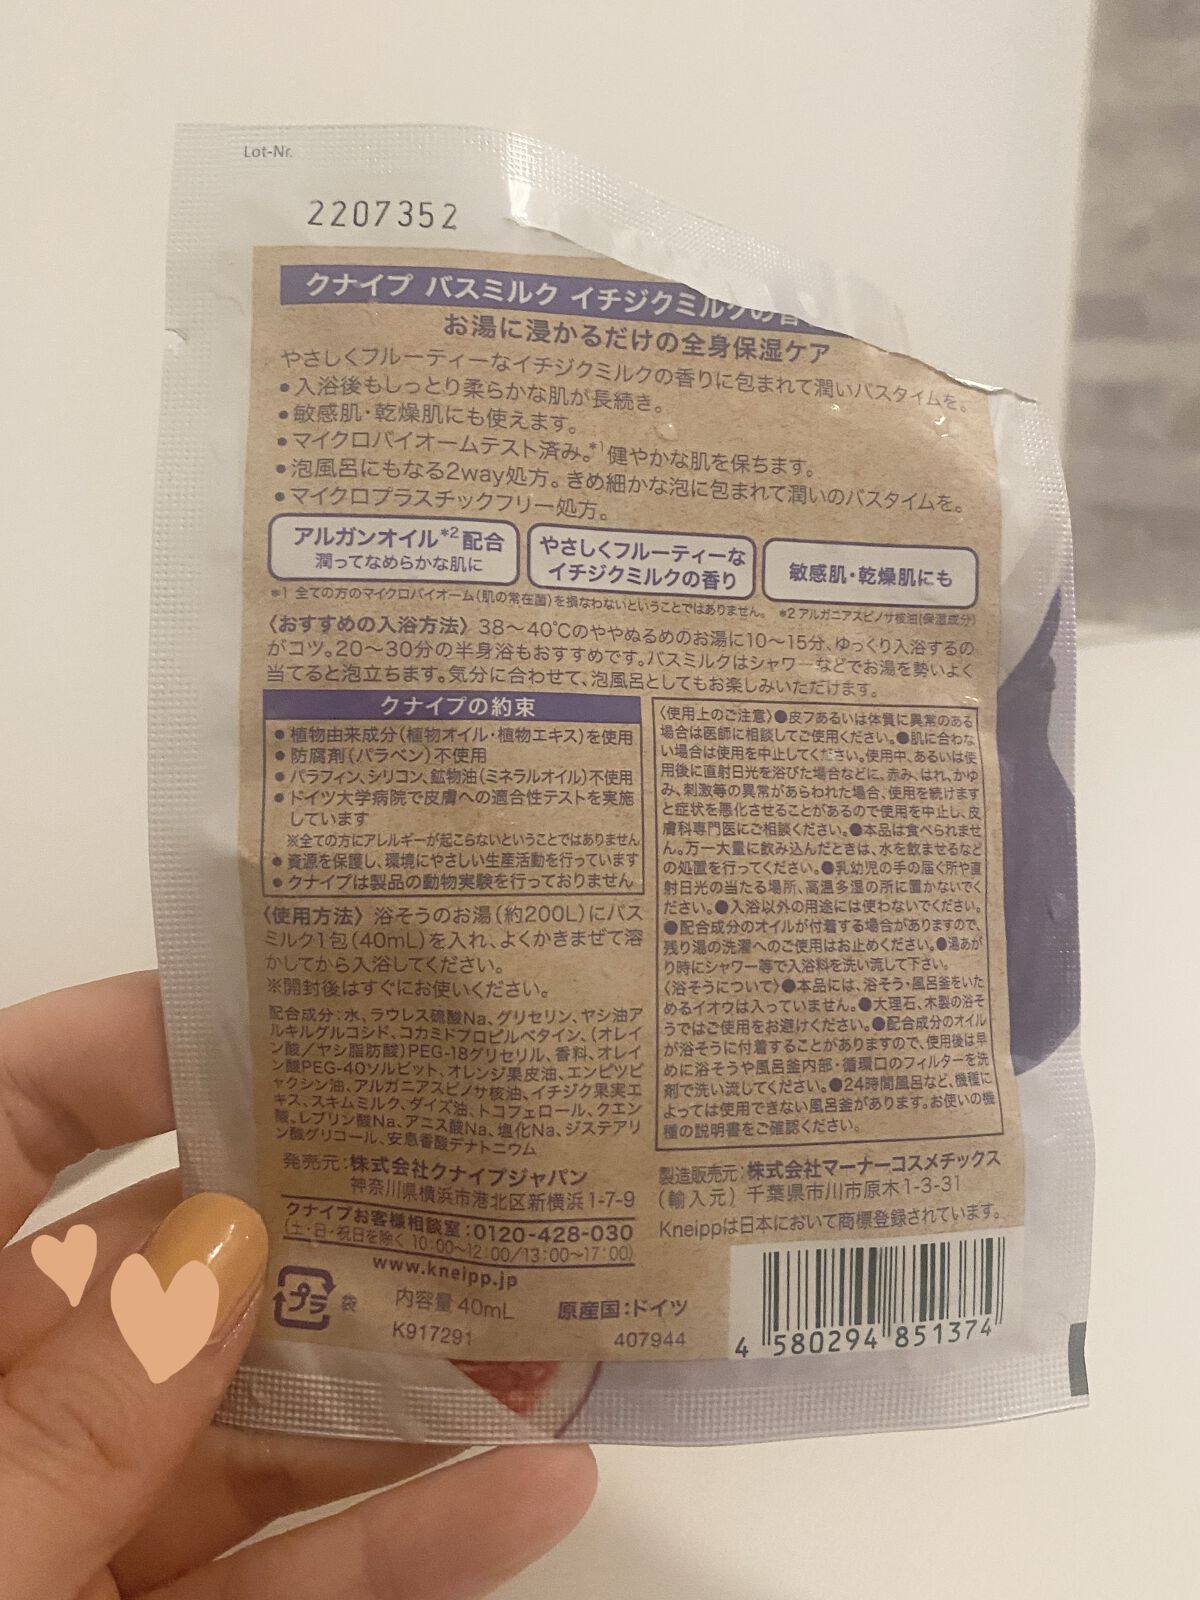 Lot-Nr.
2207352
クナイプ バスミルク イチジクミルクの香
お湯に浸かるだけの全身保湿ケア
やさしくフルーティーなイチジクミルクの香りに包まれて潤いバスタイムを。
●入浴後もしっとり柔らかな肌が長続き。
●敏感肌・乾燥肌にも使えます。
●マイクロバイオームテスト済み。*1健やかな肌を保ちます。
●泡風呂にもなる2way処方。きめ細かな泡に包まれて潤いのバスタイムを。
●マイクロプラスチックフリー処方。
アルガンオイル*2配合
潤ってなめらかな肌に
やさしくフルーティーな
イチジクミルクの香り
敏感肌・乾燥肌にも
*1 全ての方のマイクロバイオーム(肌の常在菌)を損なわないということではありません。 *2 アルガニアスピノサ核油(保湿成分)
〈おすすめの入浴方法〉38～40℃のややぬるめのお湯に10～15分、ゆっくり入浴するの
がコツ。20～30分の半身浴もおすすめです。バスミルクはシャワーなどでお湯を勢いよく
当てると泡立ちます。気分に合わせて、泡風呂としてもお楽しみいただけます。
クナイプの約束
●植物由来成分(植物オイル・植物エキス)を使用
●防腐剤(パラベン)不使用
●パラフィン、シリコン、鉱物油(ミネラルオイル)不使用
●ドイツ大学病院で皮膚への適合性テストを実施
しています
※全ての方にアレルギーが起こらないということではありません
●資源を保護し、環境にやさしい生産活動を行っています
●クナイプは製品の動物実験を行っておりません
〈使用方法〉浴そうのお湯(約200L)にバス
ミルク1包(40mL)を入れ、よくかきまぜて溶
かしてから入浴してください。
※開封後はすぐにお使いください。
配合成分:水、ラウレス硫酸Na、グリセリン、ヤシ油ア
ルキルグルコシド、コカミドプロピルベタイン、(オレイ
ン酸/ヤシ脂肪酸)PEG-18グリセリル、香料、オレイ
ン酸PEG-40ソルビット、オレンジ果皮油、エンピツビ
ャクシン油、アルガニアスピノサ核油、イチジク果実エ
キス、スキムミルク、ダイズ油、トコフェロール、クエン
酸、レブリン酸Na、アニス酸Na、塩化Na、ジステアリ
ン酸グリコール、安息香酸デナトニウム
発売元:株式会社クナイプジャパン
神奈川県横浜市港北区新横浜1-7-9
クナイプお客様相談室:0120-428-030
(土・日・祝日を除く 10:00～12:00/13:00～17:00)
www.kneipp.jp
プラ 袋
内容量 40mL
原産国:ドイツ
K917291
407944
〈使用上のご注意〉●皮フあるいは体質に異常のある
場合は医師に相談してご使用ください。●肌に合わな
い場合は使用を中止してください。使用中、あるいは使
用後に直射日光を浴びた場合などに、赤み、はれ、かゆ
み、刺激等の異常があらわれた場合、使用を続けます
と症状を悪化させることがあるので使用を中止し、皮
膚科専門医にご相談ください。●本品は食べられませ
ん。万一大量に飲み込んだときは、水を飲ませるなど
の処置を行ってください。●乳幼児の手の届く所や直
射日光の当たる場所、高温多湿の所に置かないでく
ださい。●入浴以外の用途には使わないでください。
●配合成分のオイルが付着する場合がありますので、
残り湯の洗濯へのご使用はお止めください。●湯あが
り時にシャワー等で入浴料を洗い流して下さい。
〈浴そうについて〉●本品には、浴そう・風呂釜をいた
めるイオウは入っていません。●大理石、木製の浴そ
うではご使用をお避けください。●配合成分のオイル
が浴そうに付着することがありますので、使用後は早
めに浴そうや風呂釜内部・循環口のフィルターを洗
剤で洗い流してください。●24時間風呂など、機種に
よっては使用できない風呂釜があります。お使いの機
種の説明書をご確認ください。
製造販売元:株式会社マーナーコスメチックス
(輸入元) 千葉県市川市原木1-3-31
Kneippは日本において商標登録されています。
4 580294 851374